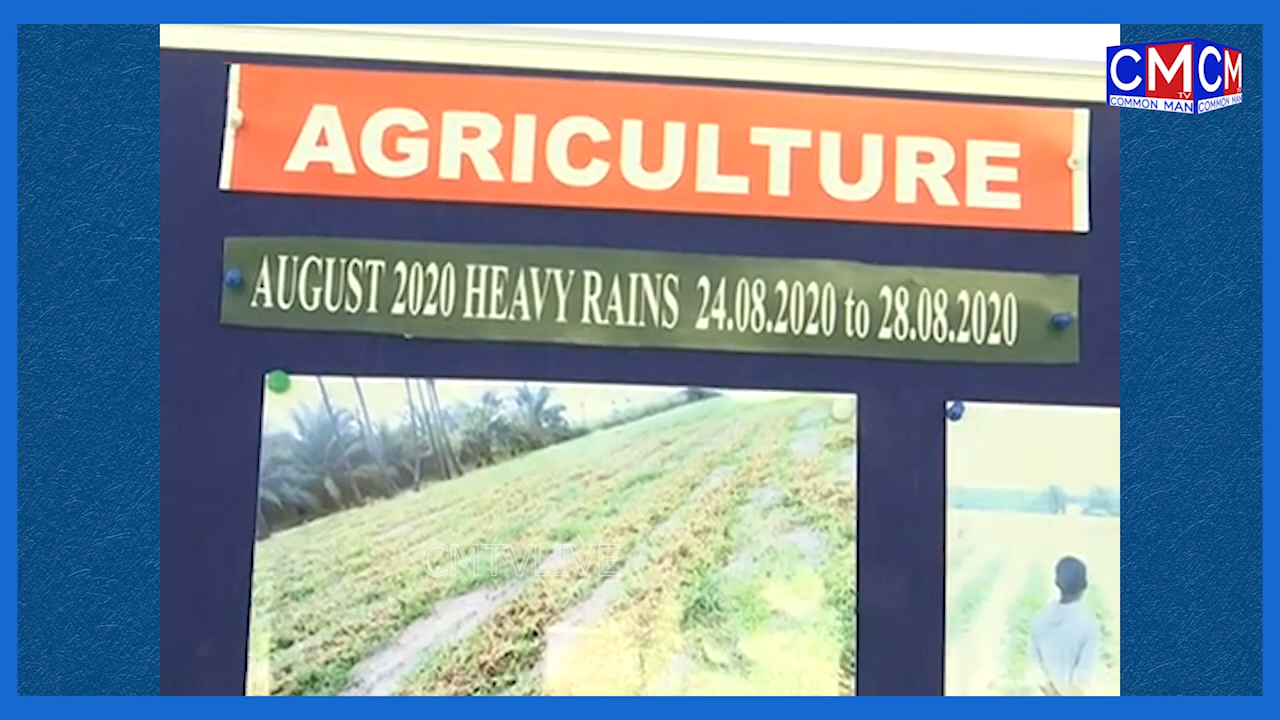 CM CM
TV
COMMON MAN COMMON MAN
AGRICULTURE
AUGUST 2020 HEAVY RAINS 24.08.2020 to 28.08.2020
CMTVLIVE